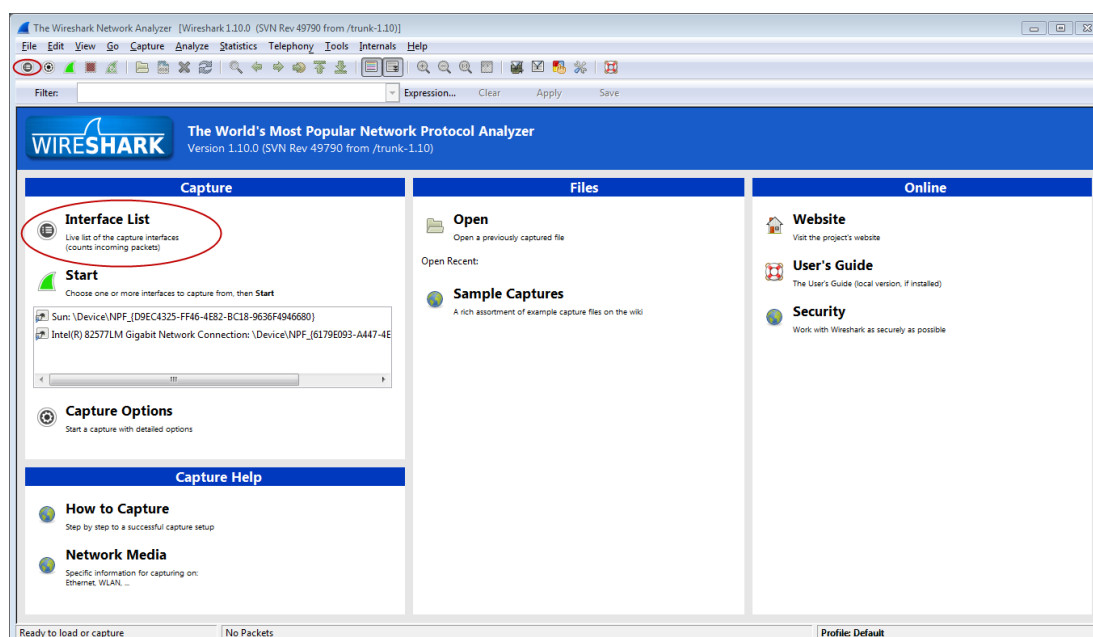 The Wireshark Network Analyzer [Wireshark 1.10.0 (SVN Rev 49790 from /trunk-1.10)]
File Edit View Go Capture Analyze Statistics Telephony Tools Internals Help
Filter: Expression... Clear Apply Save
WIRESHARK
The World's Most Popular Network Protocol Analyzer
Version 1.10.0 (SVN Rev 49790 from /trunk-1.10)
Capture
Interface List
Live list of the capture interfaces
(counts incoming packets)
Start
Choose one or more interfaces to capture from, then Start
Sun: \Device\NPF_{D9EC4325-FF46-4E82-BC18-9636F4946680}
Intel(R) 82577LM Gigabit Network Connection: \Device\NPF_{6179E093-A447-4E
Capture Options
Start a capture with detailed options
Capture Help
How to Capture
Step by step to a successful capture setup
Network Media
Specific information for capturing on:
Ethernet, WLAN, ...
Files
Open
Open a previously captured file
Open Recent:
Sample Captures
A rich assortment of example capture files on the wiki
Online
Website
Visit the project's website
User's Guide
The User's Guide (local version, if installed)
Security
Work with Wireshark as securely as possible
Ready to load or capture No Packets Profile: Default